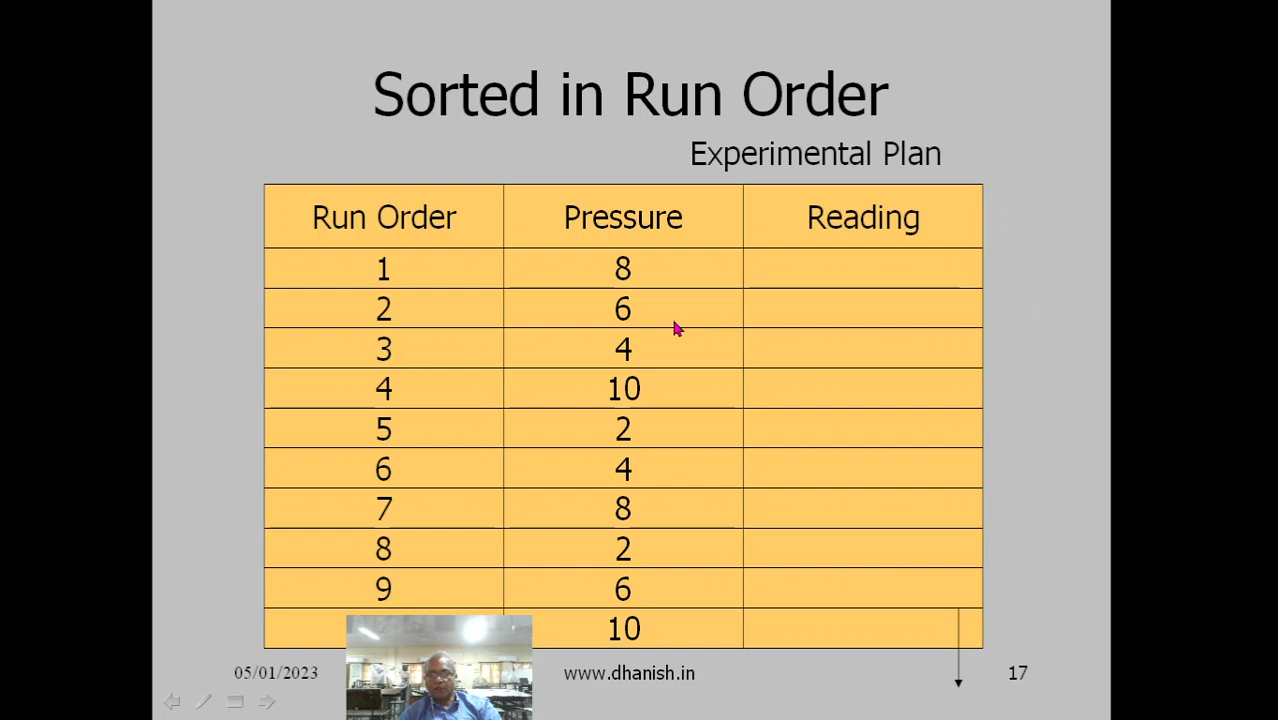 Sorted in Run Order
Experimental Plan
Run Order Pressure Reading
1 8
2 6
3 4
4 10
5 2
6 4
7 8
8 2
9 6
10
05/01/2023 www.dhanish.in 17